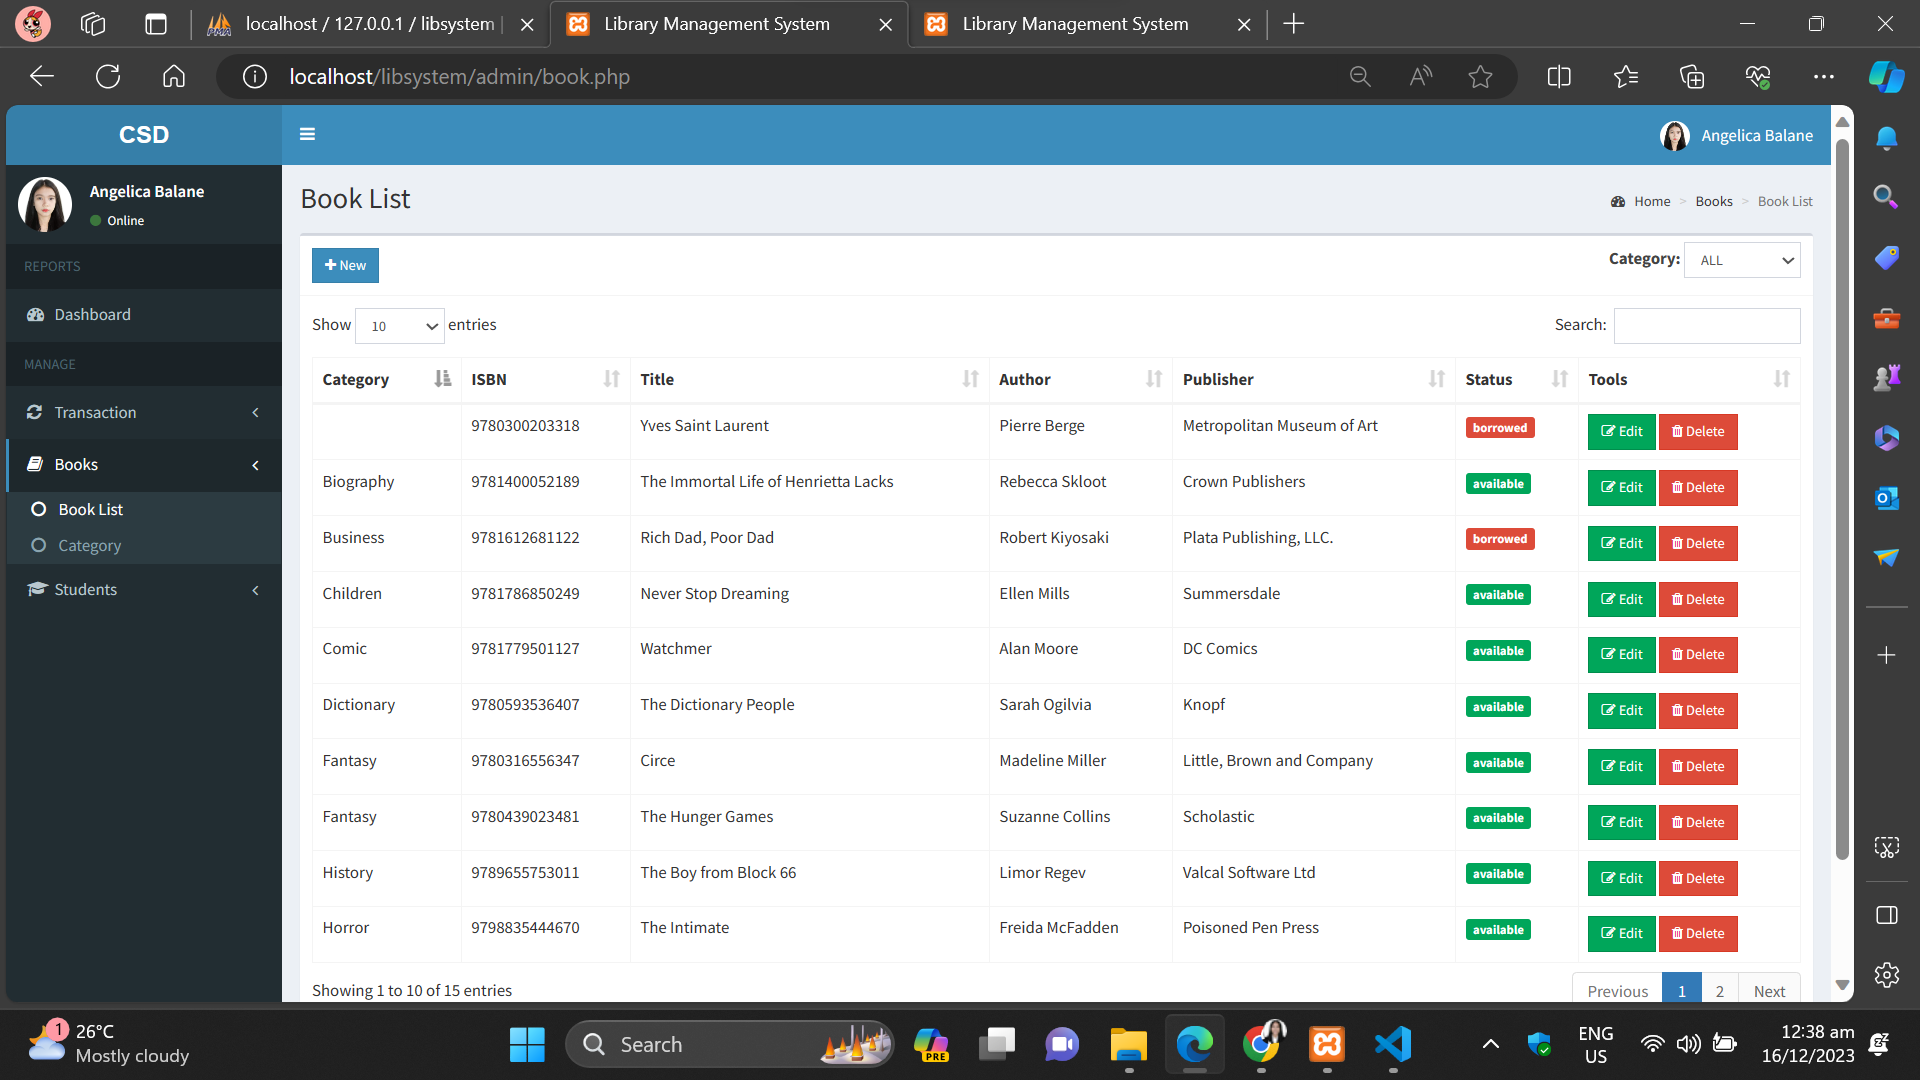 localhost / 127.0.0.1 / libsystem |
Library Management System
Library Management System
localhost/libsystem/admin/book.php
CSD
Angelica Balane
Angelica Balane
Online
REPORTS
Dashboard
MANAGE
Transaction
Books
Book List
Category
Students
Book List
Home > Books > Book List
New
Category: ALL
Show 10 entries
Search:
Category ISBN Title Author Publisher Status Tools
9780300203318 Yves Saint Laurent Pierre Berge Metropolitan Museum of Art borrowed Edit Delete
Biography 9781400052189 The Immortal Life of Henrietta Lacks Rebecca Skloot Crown Publishers available Edit Delete
Business 9781612681122 Rich Dad, Poor Dad Robert Kiyosaki Plata Publishing, LLC. borrowed Edit Delete
Children 9781786850249 Never Stop Dreaming Ellen Mills Summersdale available Edit Delete
Comic 9781779501127 Watchmer Alan Moore DC Comics available Edit Delete
Dictionary 9780593536407 The Dictionary People Sarah Ogilvia Knopf available Edit Delete
Fantasy 9780316556347 Circe Madeline Miller Little, Brown and Company available Edit Delete
Fantasy 9780439023481 The Hunger Games Suzanne Collins Scholastic available Edit Delete
History 9789655753011 The Boy from Block 66 Limor Regev Valcal Software Ltd available Edit Delete
Horror 9798835444670 The Intimate Freida McFadden Poisoned Pen Press available Edit Delete
Showing 1 to 10 of 15 entries
Previous 1 2 Next
1
26°C
Mostly cloudy
Search
PRE
ENG
US
12:38 am
16/12/2023